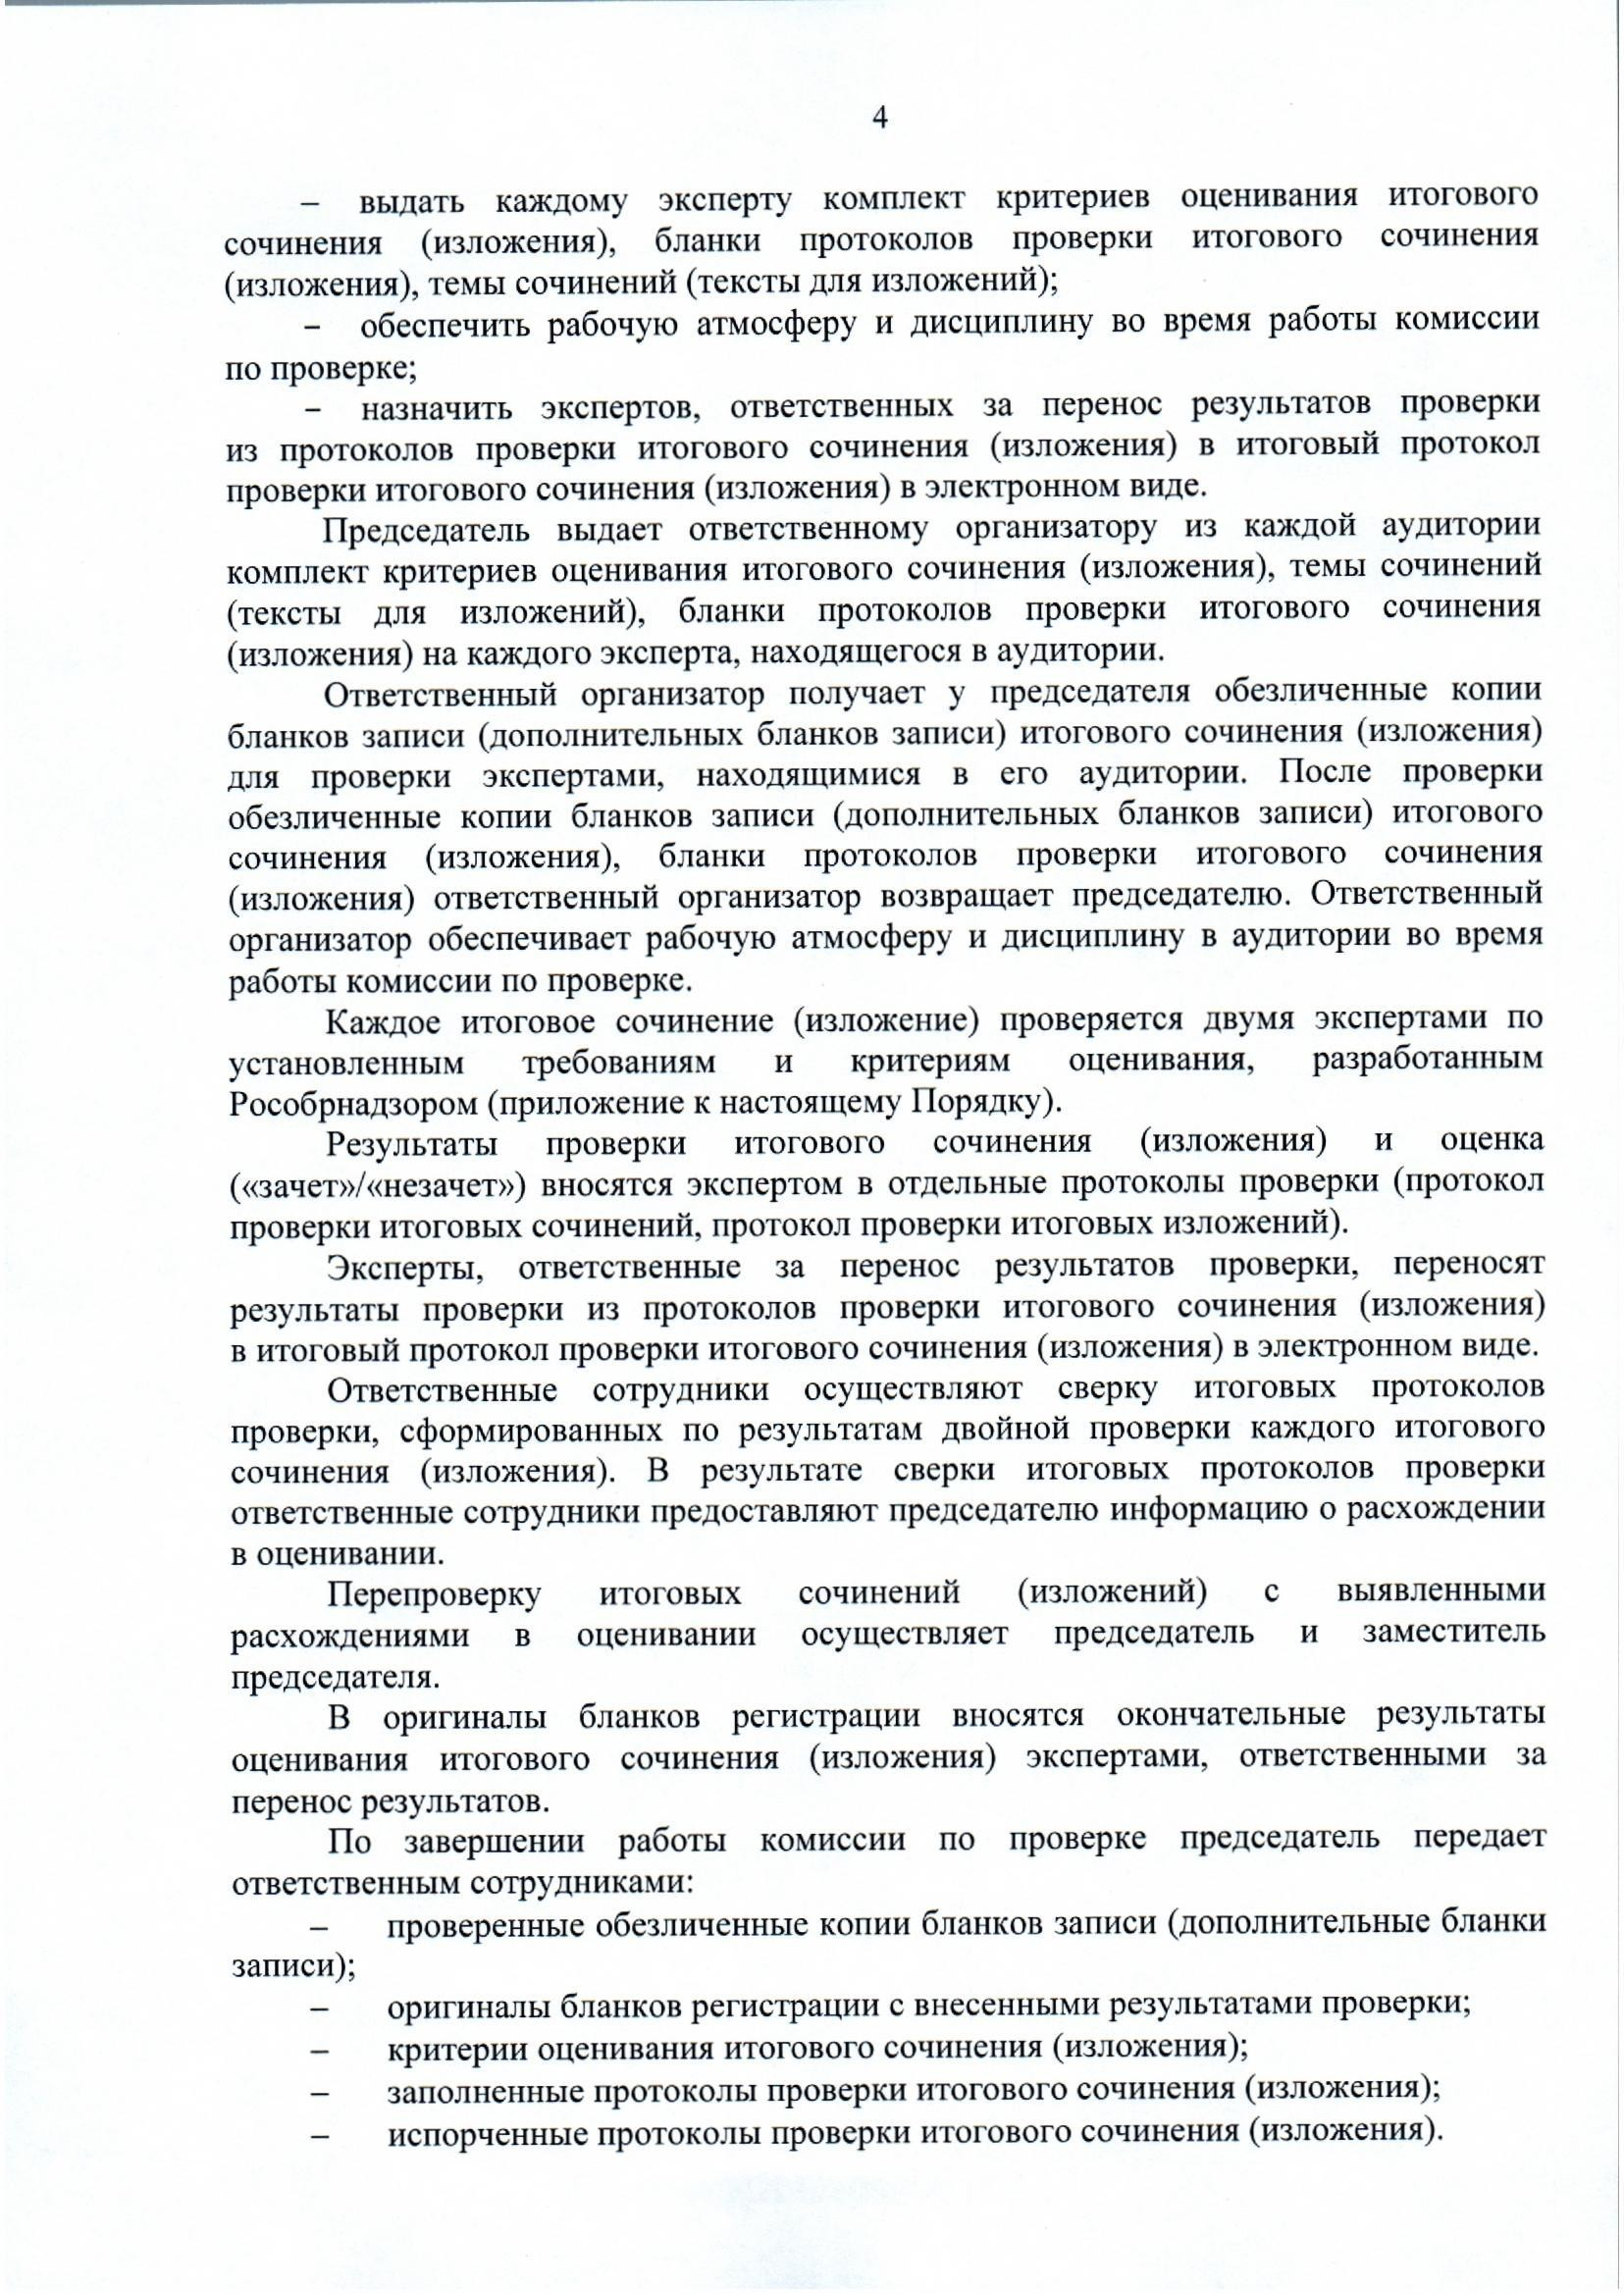 4
– выдать каждому эксперту комплект критериев оценивания итогового
сочинения (изложения), бланки протоколов проверки итогового сочинения
(изложения), темы сочинений (тексты для изложений);
– обеспечить рабочую атмосферу и дисциплину во время работы комиссии
по проверке;
– назначить экспертов, ответственных за перенос результатов проверки
из протоколов проверки итогового сочинения (изложения) в итоговый протокол
проверки итогового сочинения (изложения) в электронном виде.
Председатель выдает ответственному организатору из каждой аудитории
комплект критериев оценивания итогового сочинения (изложения), темы сочинений
(тексты для изложений), бланки протоколов проверки итогового сочинения
(изложения) на каждого эксперта, находящегося в аудитории.
Ответственный организатор получает у председателя обезличенные копии
бланков записи (дополнительных бланков записи) итогового сочинения (изложения)
для проверки экспертами, находящимися в его аудитории. После проверки
обезличенные копии бланков записи (дополнительных бланков записи) итогового
сочинения (изложения), бланки протоколов проверки итогового сочинения
(изложения) ответственный организатор возвращает председателю. Ответственный
организатор обеспечивает рабочую атмосферу и дисциплину в аудитории во время
работы комиссии по проверке.
Каждое итоговое сочинение (изложение) проверяется двумя экспертами по
установленным требованиям и критериям оценивания, разработанным
Рособрнадзором (приложение к настоящему Порядку).
Результаты проверки итогового сочинения (изложения) и оценка
(«зачет»/«незачет») вносятся экспертом в отдельные протоколы проверки (протокол
проверки итоговых сочинений, протокол проверки итоговых изложений).
Эксперты, ответственные за перенос результатов проверки, переносят
результаты проверки из протоколов проверки итогового сочинения (изложения)
в итоговый протокол проверки итогового сочинения (изложения) в электронном виде.
Ответственные сотрудники осуществляют сверку итоговых протоколов
проверки, сформированных по результатам двойной проверки каждого итогового
сочинения (изложения). В результате сверки итоговых протоколов проверки
ответственные сотрудники предоставляют председателю информацию о расхождении
в оценивании.
Перепроверку итоговых сочинений (изложений) с выявленными
расхождениями в оценивании осуществляет председатель и заместитель
председателя.
В оригиналы бланков регистрации вносятся окончательные результаты
оценивания итогового сочинения (изложения) экспертами, ответственными за
перенос результатов.
По завершении работы комиссии по проверке председатель передает
ответственным сотрудниками:
– проверенные обезличенные копии бланков записи (дополнительные бланки
записи);
– оригиналы бланков регистрации с внесенными результатами проверки;
– критерии оценивания итогового сочинения (изложения);
– заполненные протоколы проверки итогового сочинения (изложения);
– испорченные протоколы проверки итогового сочинения (изложения).